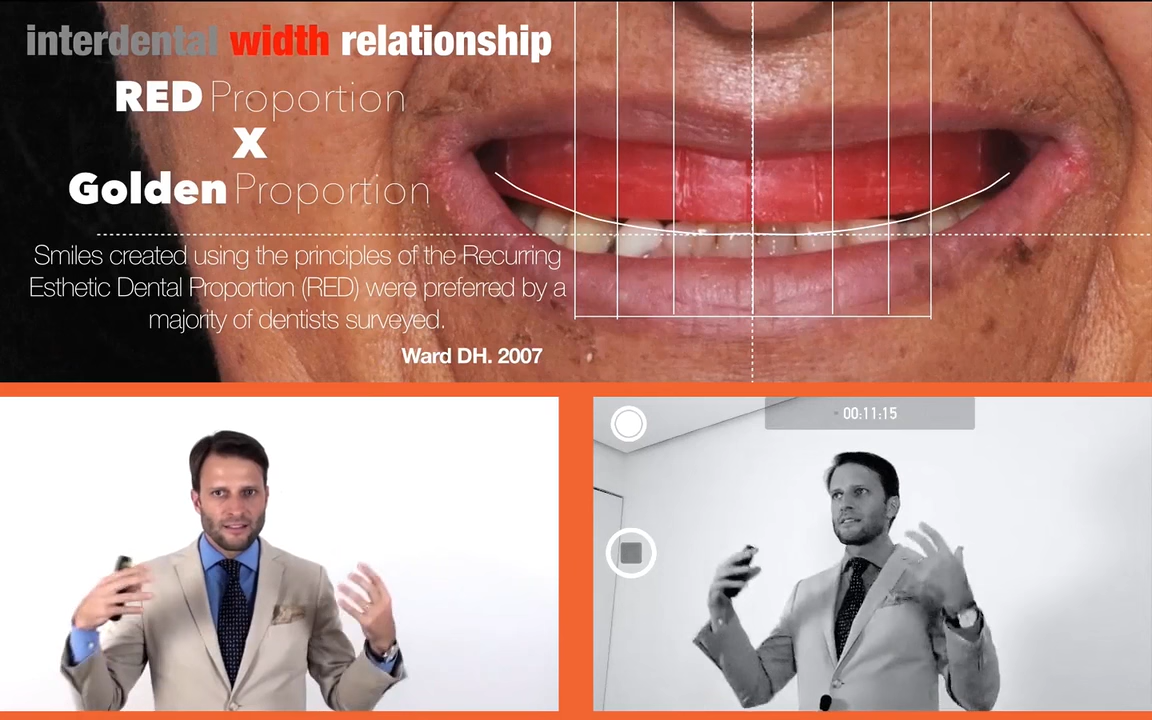 interdental width relationship
RED Proportion
X
Golden Proportion
Smiles created using the principles of the Recurring
Esthetic Dental Proportion (RED) were preferred by a
majority of dentists surveyed.
Ward DH. 2007
00:11:15